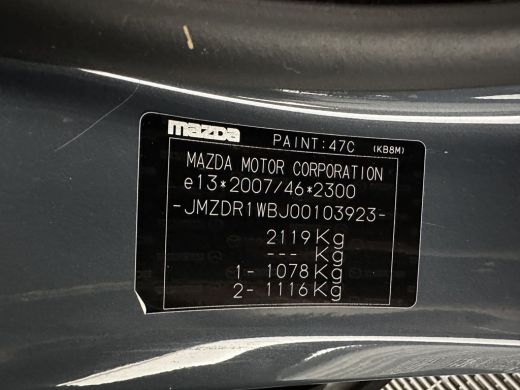 mazda PAINT:47C (KB8M)
MAZDA MOTOR CORPORATION
e13*2007/46*2300
-JMZDR1WBJ00103923-
2119Kg
--- Kg
1-1078Kg
2-1116Kg